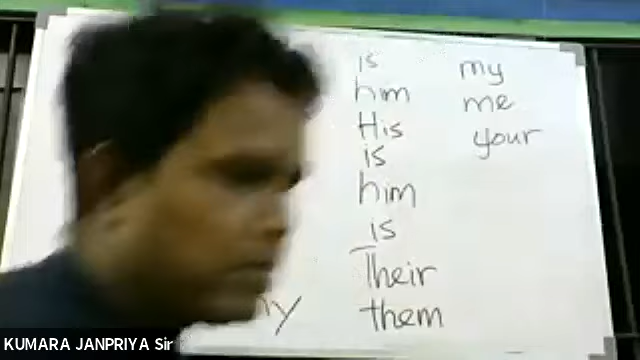 is
him
His
is
him
is
Their
them
my
me
your
KUMARA JANPRIYA Sir